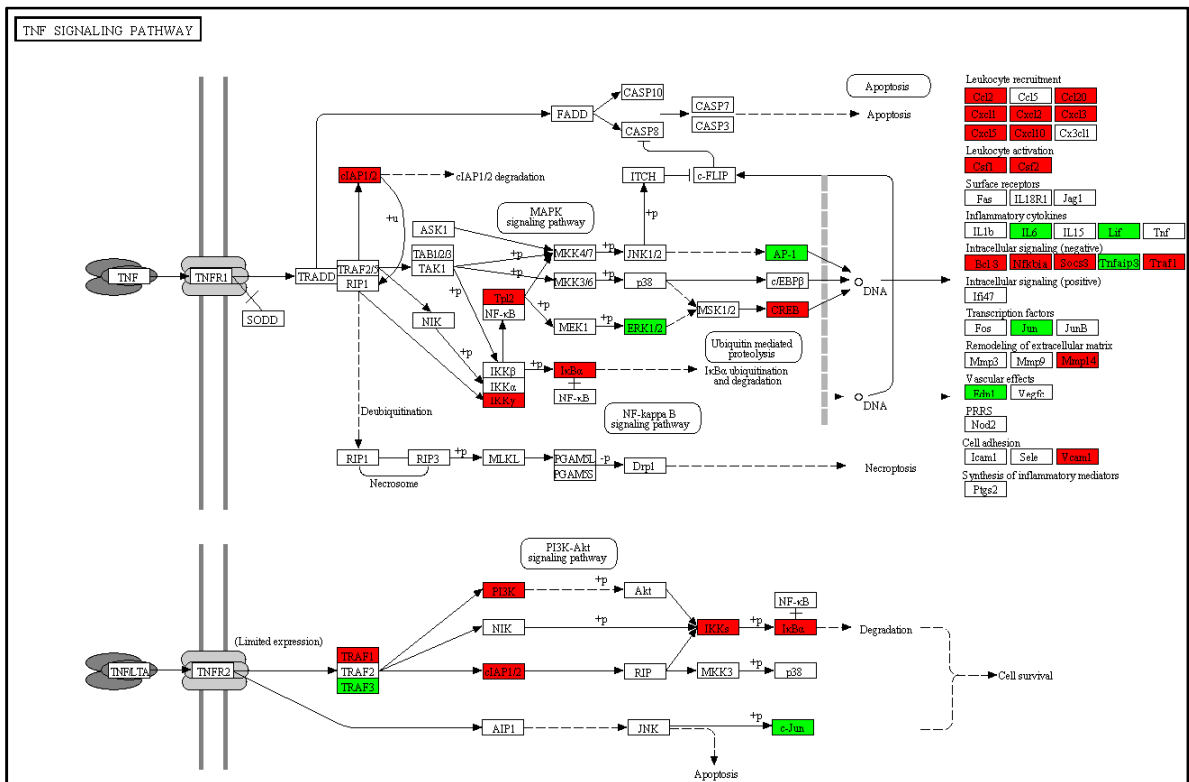 TNF SIGNALING PATHWAY
Apoptosis
CASP10
FADD
CASP7
CASP3
Apoptosis
CASP8
cIAP1/2
cIAP1/2 degradation
ITCH
c-FLIP
+u
+p
MAPK
signaling pathway
ASK1
TNF
TNFR1
TRADD
TRAF2/5
RIP1
TAB1/2/3
TAK1
+p
MKK4/7
+p
JNK1/2
AP-1
+p
MKK3/6
+p
p38
c/EBPβ
DNA
SODD
Tpl2
NF-κB
+p
MEK1
+p
ERK1/2
MSK1/2
CREB
NIK
+p
+p
Ubiquitin mediated
proteolysis
IKKβ
IKKα
IKKγ
+p
IκBα
NF-κB
IκBα ubiquitination
and degradation
DNA
Deubiquitination
NF-kappa B
signaling pathway
RIP1
RIP3
+p
MLKL
PGAM5L
PGAM5S
-p
Drp1
Necroptosis
Necrosome
Leukocyte recruitment
Ccl2 Ccl5 Ccl20
Cxcl1 Cxcl2 Cxcl3
Cxcl5 Cxcl10 Cx3cl1
Leukocyte activation
Csf1 Csf2
Surface receptors
Fas IL18R1 Jag1
Inflammatory cytokines
IL1b IL6 IL15 Lif Tnf
Intracellular signaling (negative)
Bcl3 Nfkbia Socs3 Tnfaip3 Traf1
Intracellular signaling (positive)
Ifi47
Transcription factors
Fos Jun JunB
Remodeling of extracellular matrix
Mmp3 Mmp9 Mmp14
Vascular effects
Edn1 Vegfc
PRRS
Nod2
Cell adhesion
Icam1 Sele Vcam1
Synthesis of inflammatory mediators
Ptgs2
PI3K-Akt
signaling pathway
PI3K
+p
Akt
NF-κB
NIK
+p
IKKs
+p
IκBα
Degradation
(Limited expression)
TNF/LTA
TNFR2
TRAF1
TRAF2
TRAF3
cIAP1/2
RIP
MKK3
+p
p38
Cell survival
AIP1
JNK
+p
c-Jun
Apoptosis